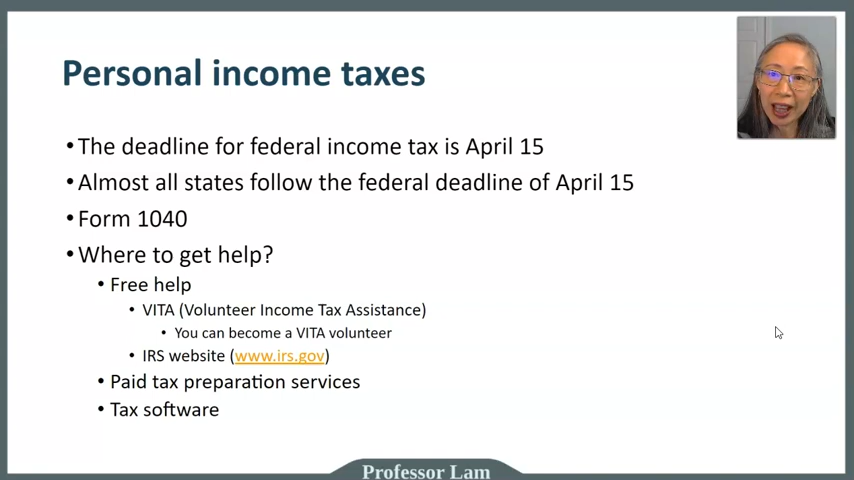 Personal income taxes
•The deadline for federal income tax is April 15
•Almost all states follow the federal deadline of April 15
•Form 1040
•Where to get help?
• Free help
• VITA (Volunteer Income Tax Assistance)
• You can become a VITA volunteer
• IRS website (www.irs.gov)
• Paid tax preparation services
• Tax software
Professor Lam